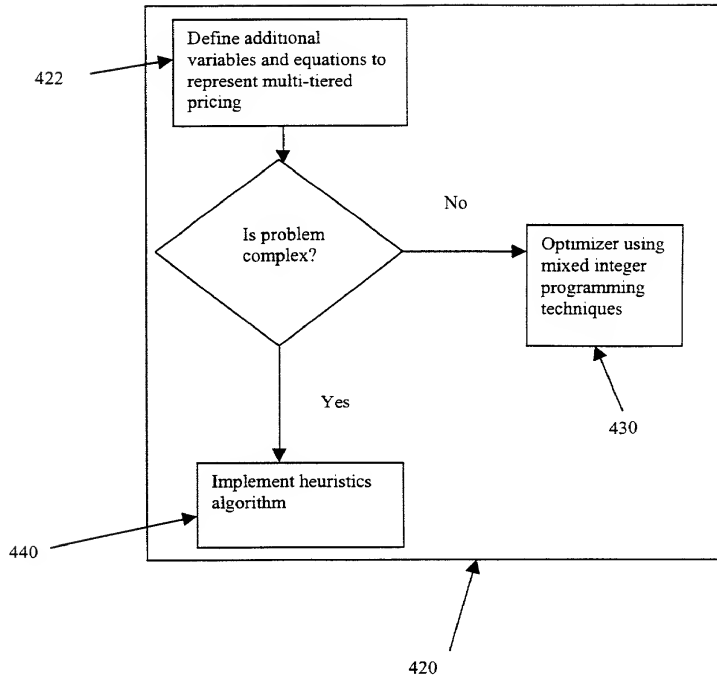 Define additional
variables and equations to
represent multi-tiered
pricing
422
No
Is problem
complex?
Optimizer using
mixed integer
programming
techniques
Yes
430
Implement heuristics
algorithm
440
420